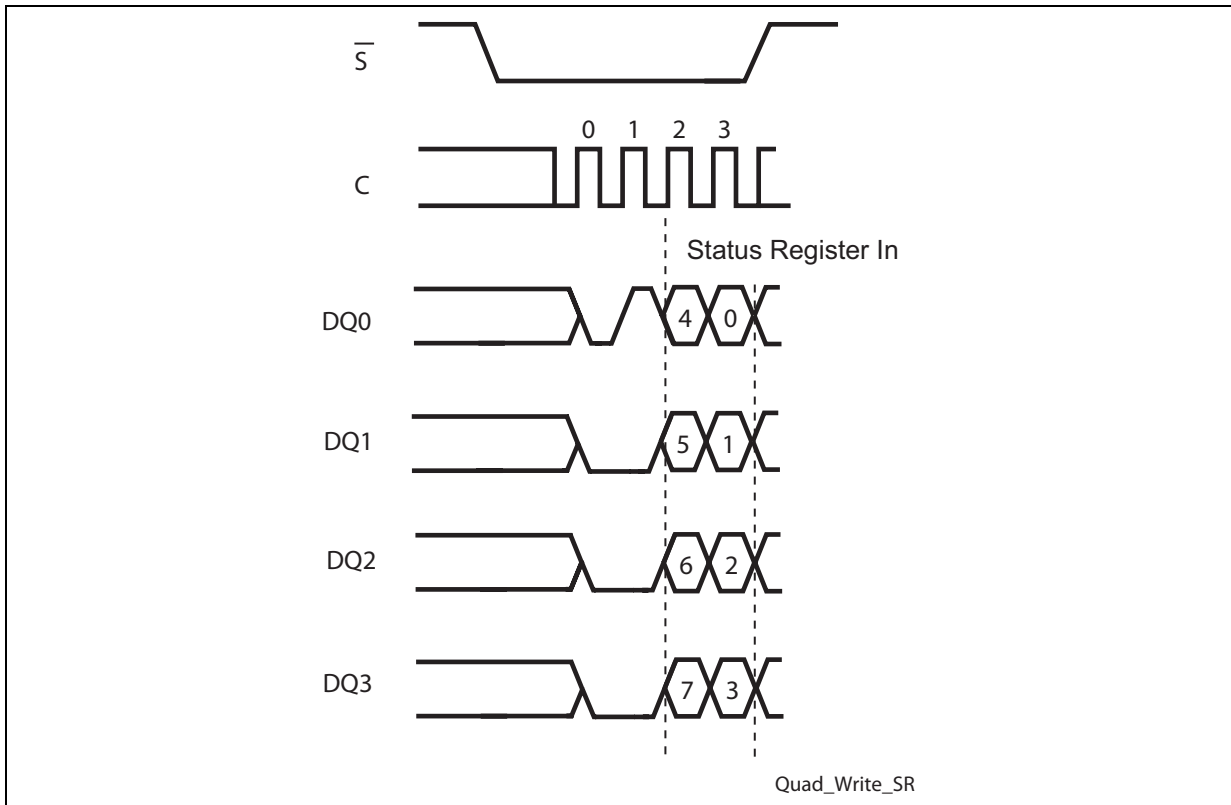 S̅
0 1 2 3
C
Status Register In
DQ0 4 0
DQ1 5 1
DQ2 6 2
DQ3 7 3
Quad_Write_SR